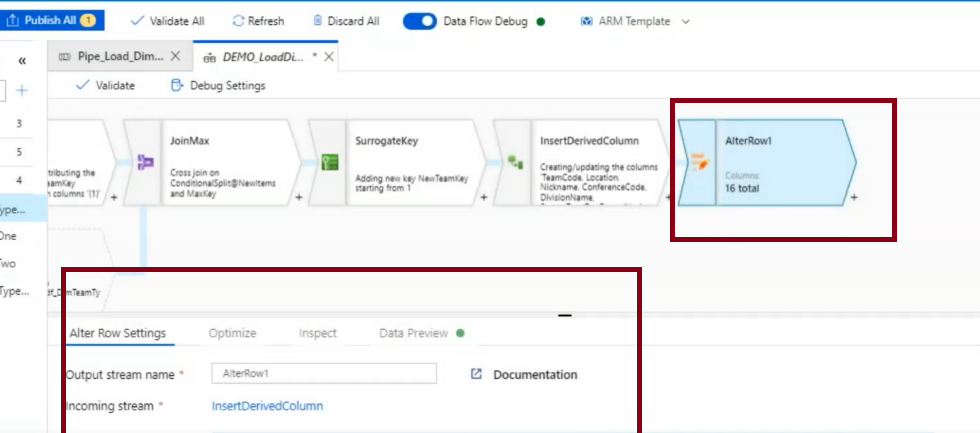 Publish All 1
Validate All
Refresh
Discard All
Data Flow Debug
ARM Template
«
Pipe_Load_Dim...
DEMO_LoadDi... *
Validate
Debug Settings
3
5
4
ype...
One
Two
Type...
tributing the
eamKey
columns '{1}'
+
JoinMax
Cross join on
ConditionalSplit@NewItems
and MaxKey
+
SurrogateKey
Adding new key NewTeamKey
starting from 1
+
InsertDerivedColumn
Creating/updating the columns
TeamCode, Location,
Nickname, ConferenceCode,
DivisionName,
+
AlterRow1
Columns:
16 total
+
df_DimTeamTy
Alter Row Settings
Optimize
Inspect
Data Preview
Output stream name *
AlterRow1
Documentation
Incoming stream *
InsertDerivedColumn